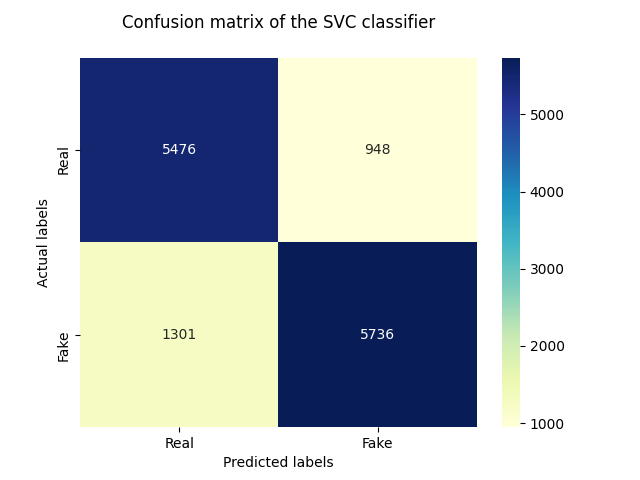 Confusion matrix of the SVC classifier
Actual labels
Real
5476
948
Fake
1301
5736
Real
Fake
Predicted labels
5000
4000
3000
2000
1000